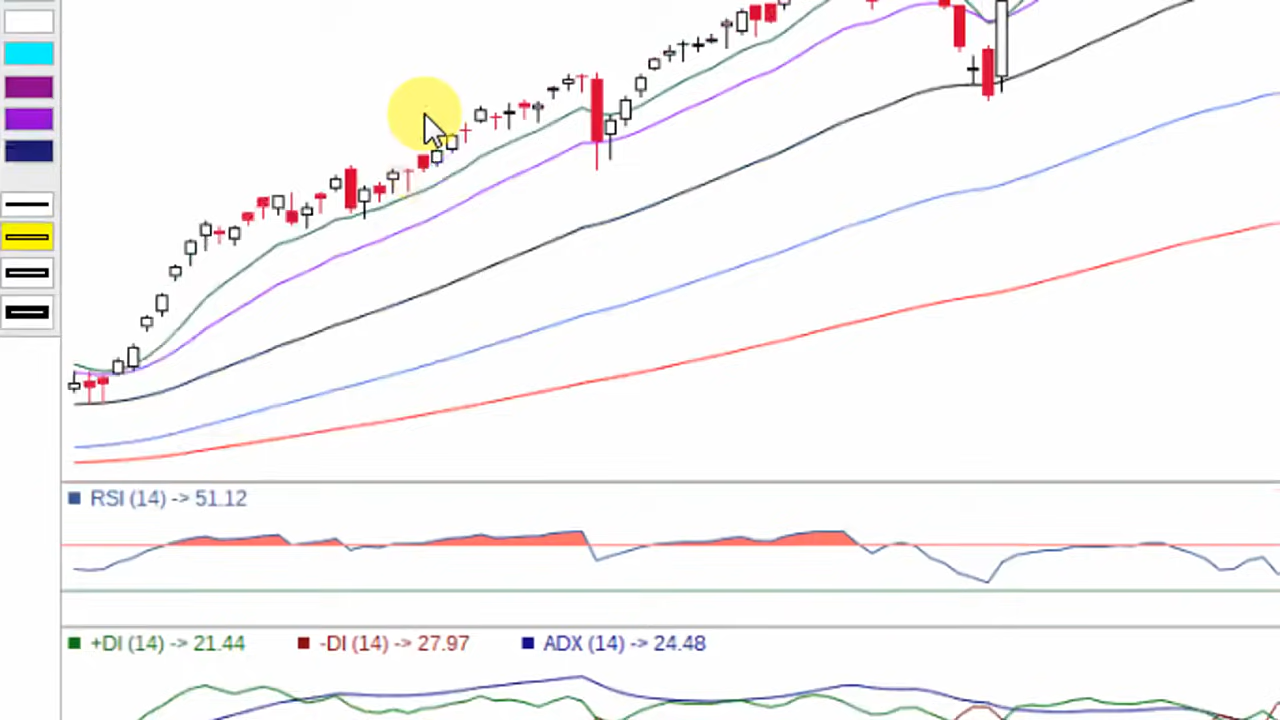 RSI (14) -> 51.12
+DI (14) -> 21.44 -DI (14) -> 27.97 ADX (14) -> 24.48